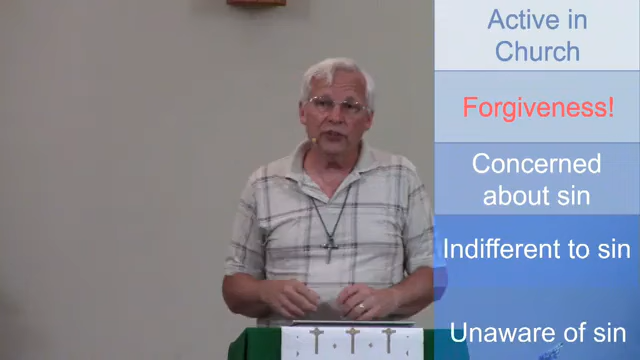 Active in
Church
Forgiveness!
Concerned
about sin
Indifferent to sin
Unaware of sin